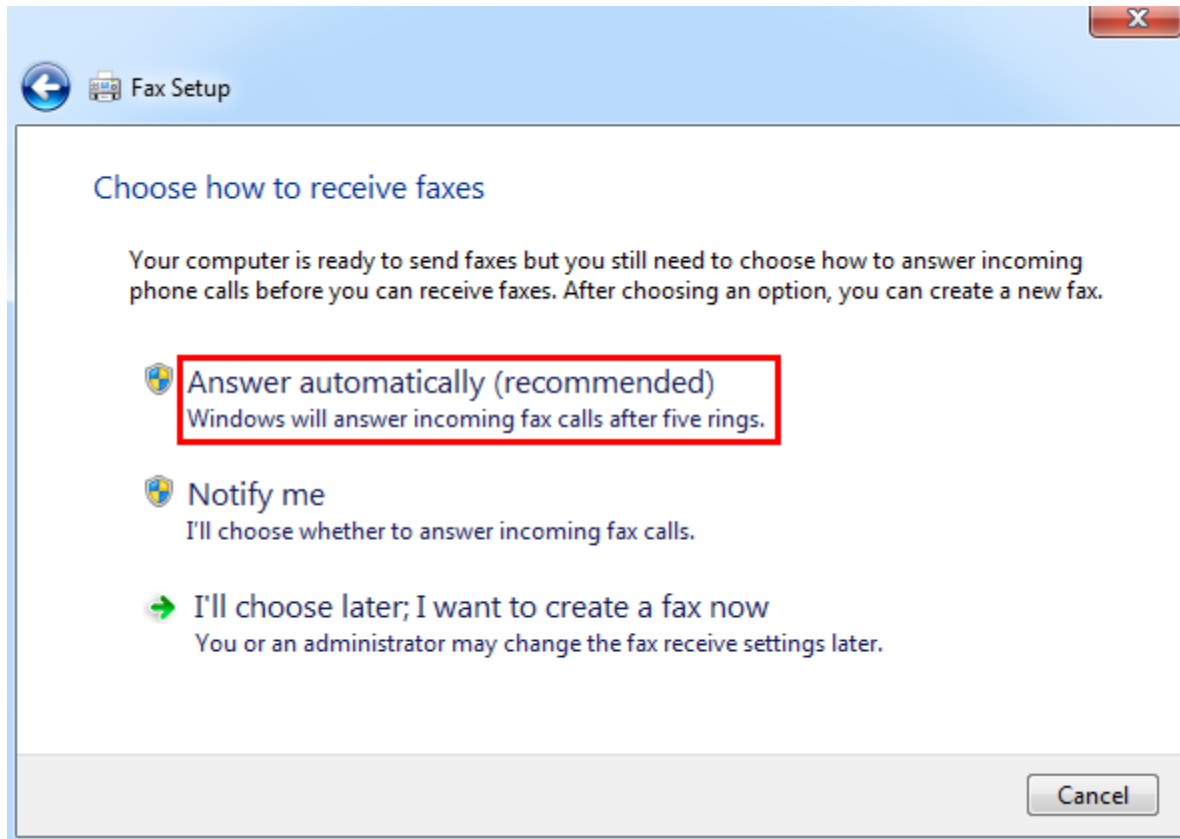 Fax Setup
Choose how to receive faxes
Your computer is ready to send faxes but you still need to choose how to answer incoming
phone calls before you can receive faxes. After choosing an option, you can create a new fax.
Answer automatically (recommended)
Windows will answer incoming fax calls after five rings.
Notify me
I'll choose whether to answer incoming fax calls.
I'll choose later; I want to create a fax now
You or an administrator may change the fax receive settings later.
Cancel